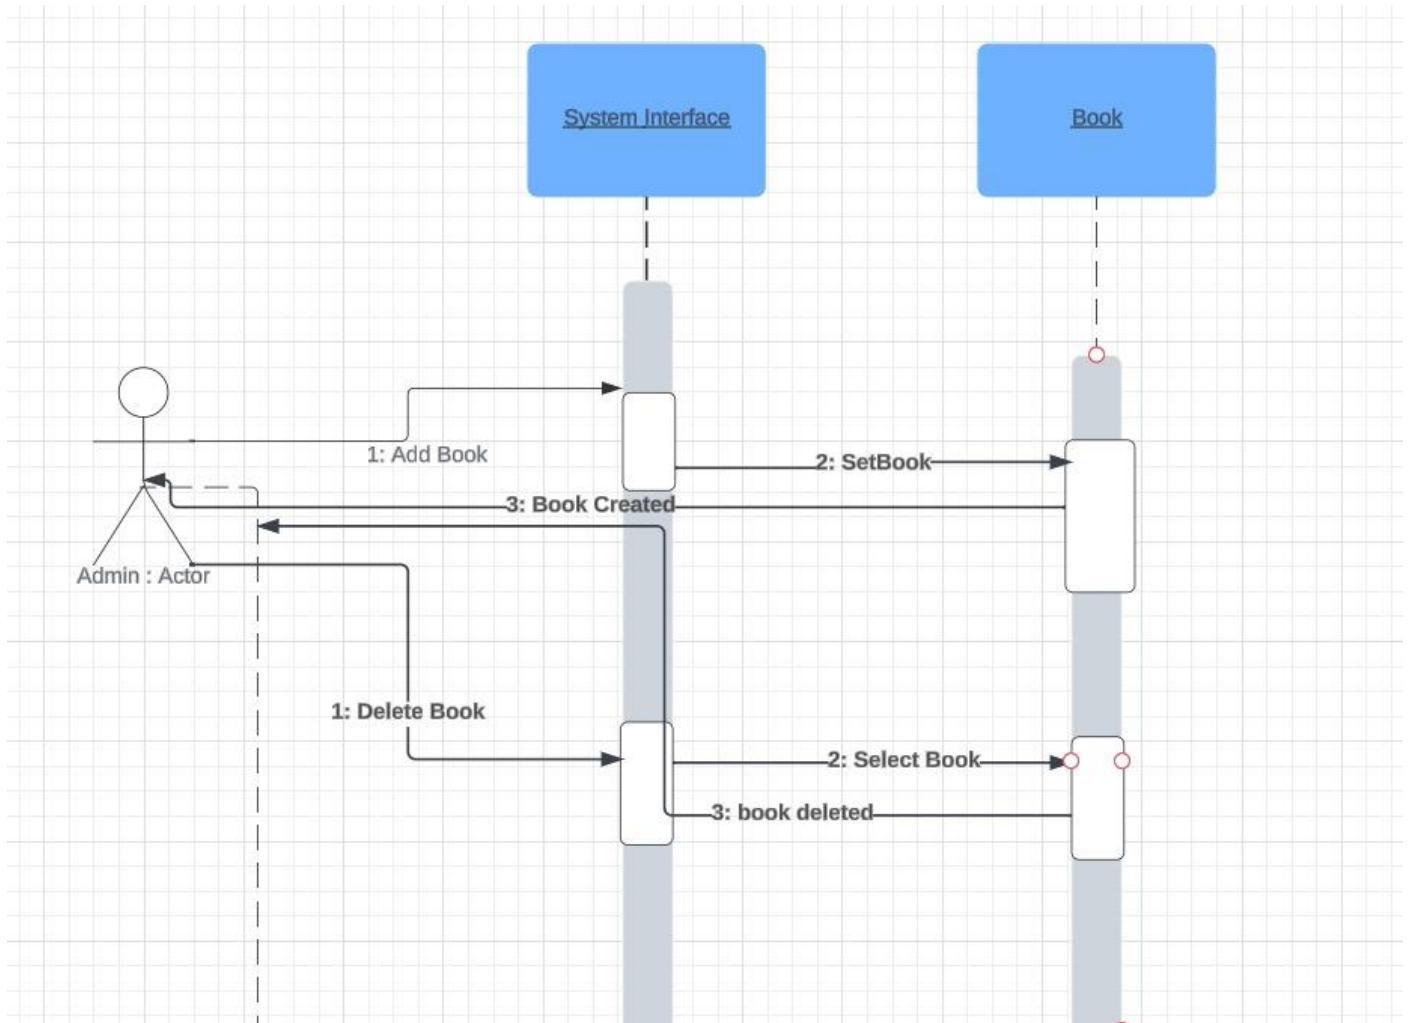 System Interface
Book
1: Add Book
2: SetBook
3: Book Created
Admin : Actor
1: Delete Book
2: Select Book
3: book deleted